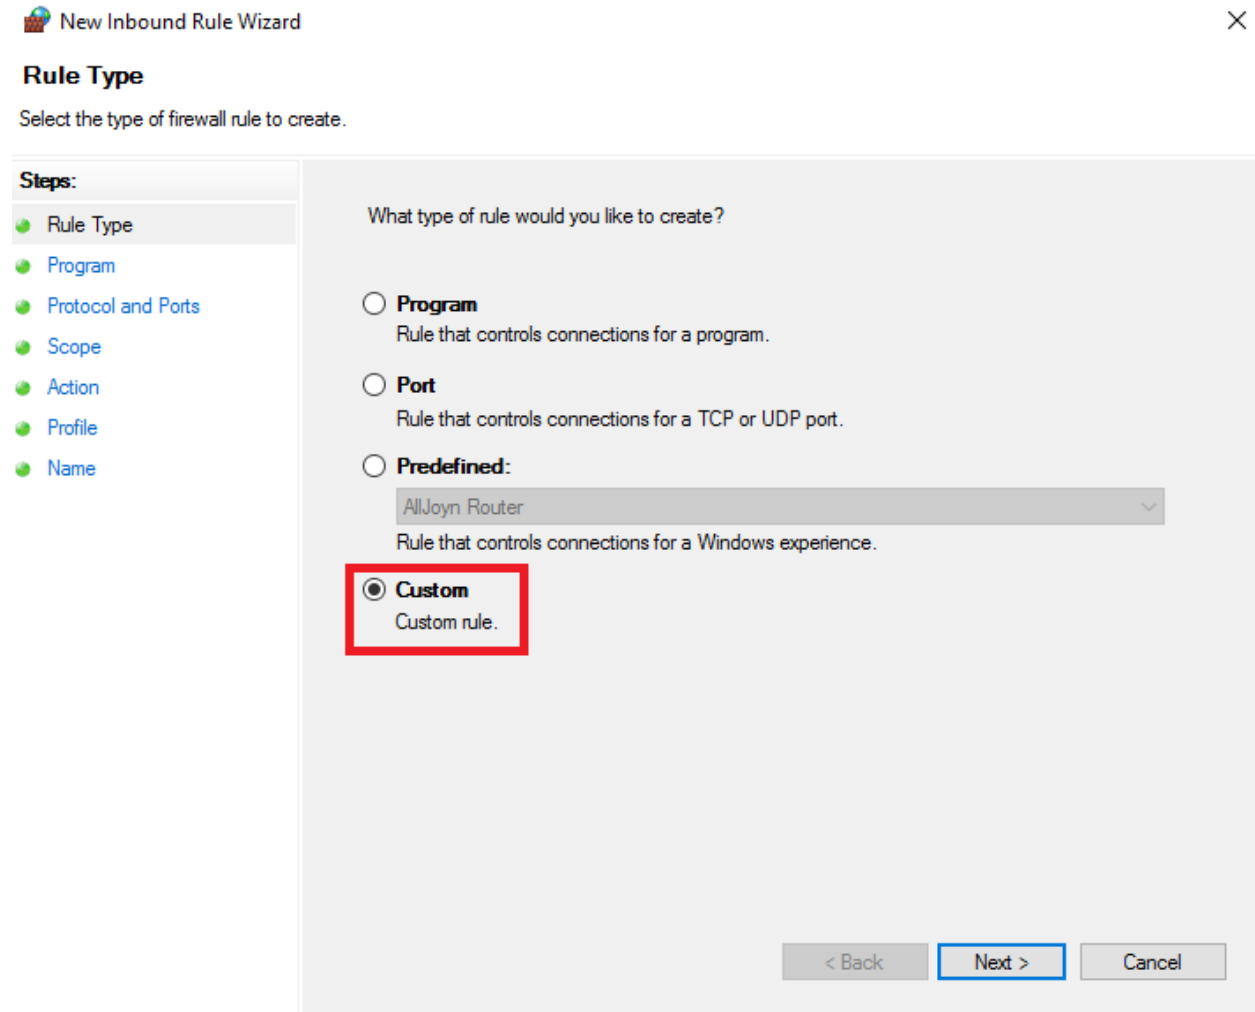 New Inbound Rule Wizard
Rule Type
Select the type of firewall rule to create.
Steps:
Rule Type
Program
Protocol and Ports
Scope
Action
Profile
Name
What type of rule would you like to create?
Program
Rule that controls connections for a program.
Port
Rule that controls connections for a TCP or UDP port.
Predefined:
AllJoyn Router
Rule that controls connections for a Windows experience.
Custom
Custom rule.
< Back
Next >
Cancel